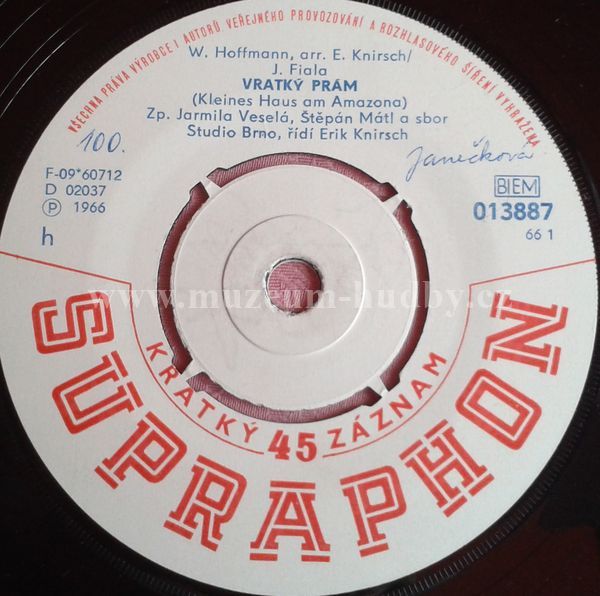 VŠECHNA PRÁVA VÝROBCE I AUTORŮ VEŘEJNÉHO PROVOZOVÁNÍ A ROZHLASOVÉHO ŠÍŘENÍ VYHRAZENA
W. Hoffmann, arr. E. Knirsch/
J. Fiala
VRATKÝ PRÁM
(Kleines Haus am Amazona)
Zp. Jarmila Veselá, Štěpán Mátl a sbor
Studio Brno, řídí Erik Knirsch
100.
Janečková
F-09*60712
D 02037
Ⓟ 1966
h
BIEM
013887
66 1
www.muzeum-hudby.cz
KRÁTKÝ 45 ZÁZNAM
SUPRAPHON